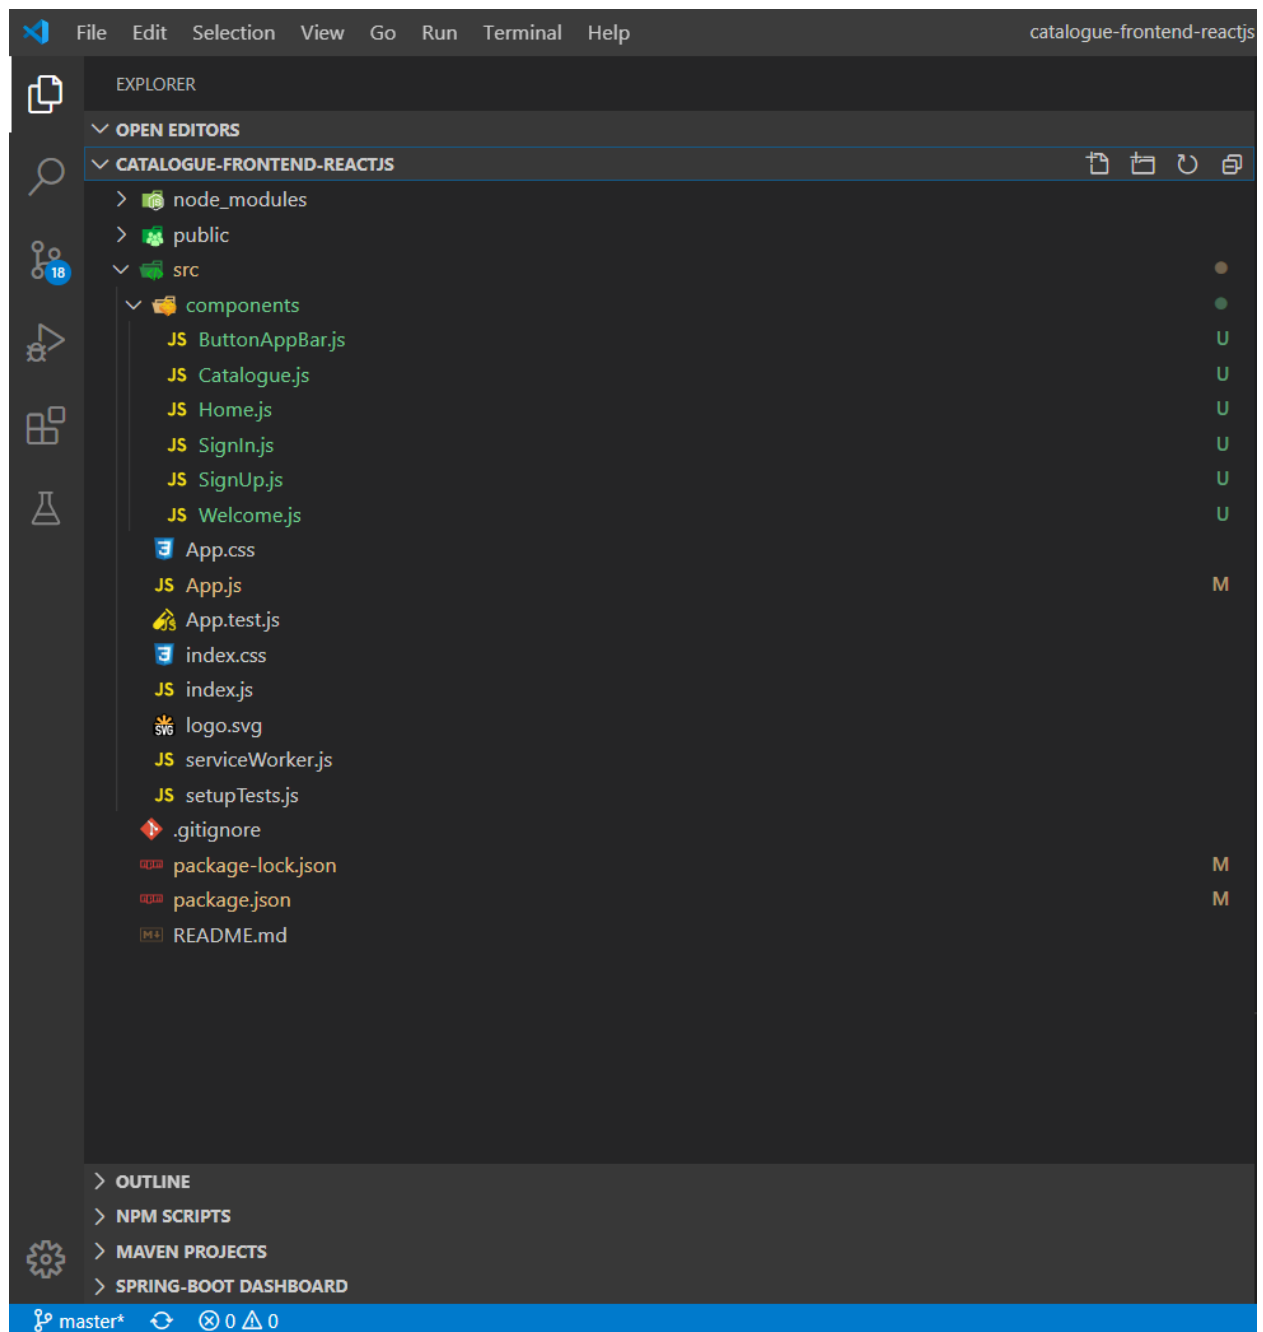 File Edit Selection View Go Run Terminal Help catalogue-frontend-reactjs
EXPLORER
OPEN EDITORS
CATALOGUE-FRONTEND-REACTJS
node_modules
public
src
18
components
JS ButtonAppBar.js U
JS Catalogue.js U
JS Home.js U
JS SignIn.js U
JS SignUp.js U
JS Welcome.js U
App.css
JS App.js M
App.test.js
index.css
JS index.js
SVG logo.svg
JS serviceWorker.js
JS setupTests.js
.gitignore
npm package-lock.json M
npm package.json M
M README.md
OUTLINE
NPM SCRIPTS
MAVEN PROJECTS
SPRING-BOOT DASHBOARD
master* 0 0